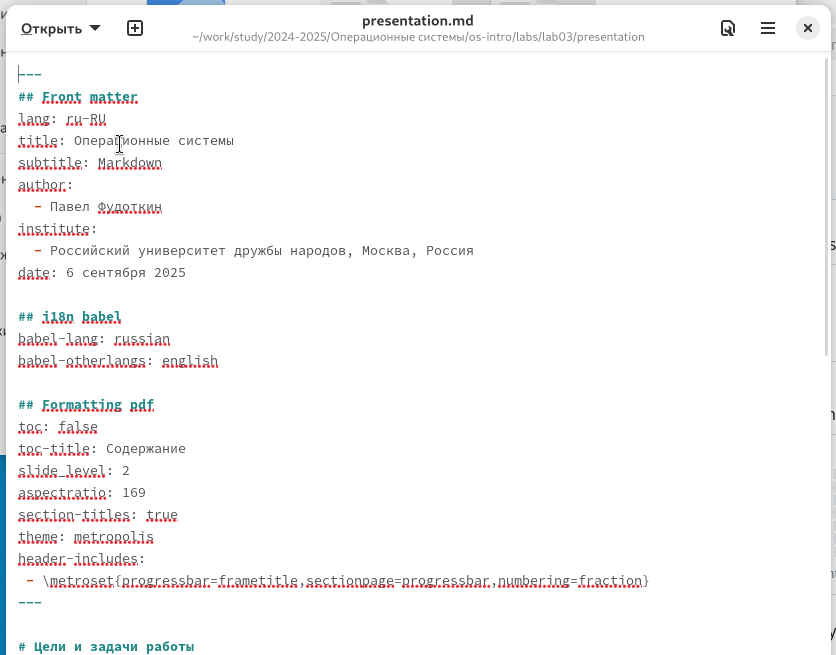 Открыть
presentation.md
~/work/study/2024-2025/Операционные системы/os-intro/labs/lab03/presentation
---
## Front matter
lang: ru-RU
title: Операционные системы
subtitle: Markdown
author:
  - Павел Фудоткин
institute:
  - Российский университет дружбы народов, Москва, Россия
date: 6 сентября 2025
## i18n babel
babel-lang: russian
babel-otherlangs: english
## Formatting pdf
toc: false
toc-title: Содержание
slide_level: 2
aspectratio: 169
section-titles: true
theme: metropolis
header-includes:
 - \metroset{progressbar=frametitle,sectionpage=progressbar,numbering=fraction}
---
# Цели и задачи работы